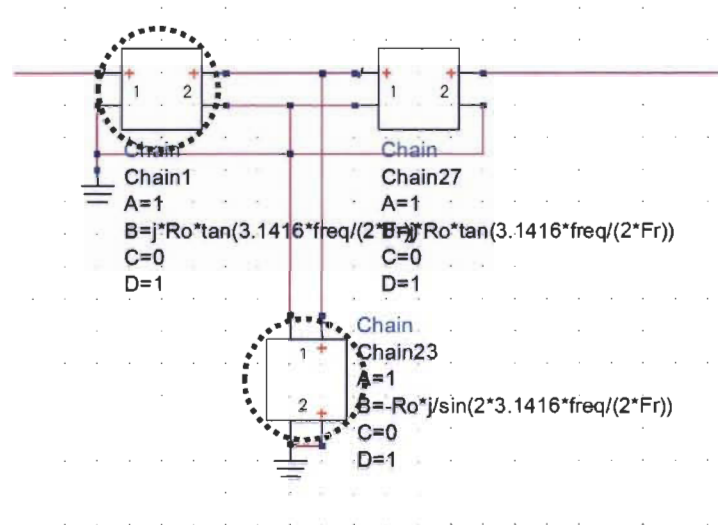 + +
1 2
+ +
1 2
Chain
Chain1
A=1
B=j*Ro*tan(3.1416*freq/(2*Fr))
C=0
D=1
Chain
Chain27
A=1
B=j*Ro*tan(3.1416*freq/(2*Fr))
C=0
D=1
1 +
2 +
Chain
Chain23
A=1
B=-Ro*j/sin(2*3.1416*freq/(2*Fr))
C=0
D=1